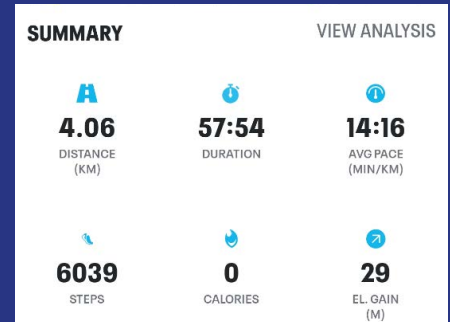 SUMMARY VIEW ANALYSIS
4.06 57:54 14:16
DISTANCE DURATION AVG PACE
(KM) (MIN/KM)
6039 0 29
STEPS CALORIES EL. GAIN
(M)